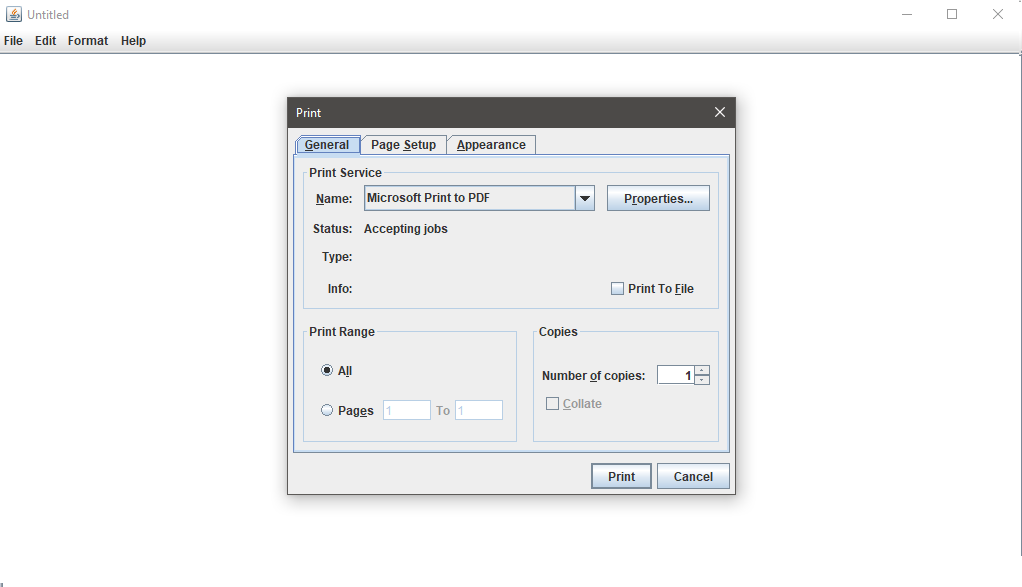 Untitled
File Edit Format Help
Print
General Page Setup Appearance
Print Service
Name: Microsoft Print to PDF Properties...
Status: Accepting jobs
Type:
Info: Print To File
Print Range Copies
All
Number of copies: 1
Pages 1 To 1
Collate
Print Cancel